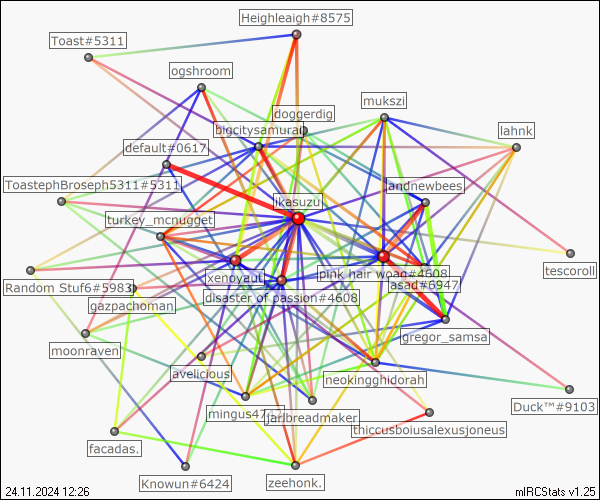 Heighleaigh#8575
Toast#5311
ogshroom
mukszi
doggerdig
bigcitysamurai
lahnk
default#0617
ToastephBroseph5311#5311
landnewbees
ikasuzu
turkey_mcnugget
tescoroll
xenoyaut
pink hair woag#4608
asad#6947
Random Stuf6#5983
disaster of passion#4608
gazpachoman
gregor_samsa
moonraven
avelicious
neokingghidorah
Duck™#9103
jarlbreadmaker
thiccusboiusalexusjoneus
facadas.
Knowun#6424
zeehonk.
24.11.2024 12:26
mIRCStats v1.25